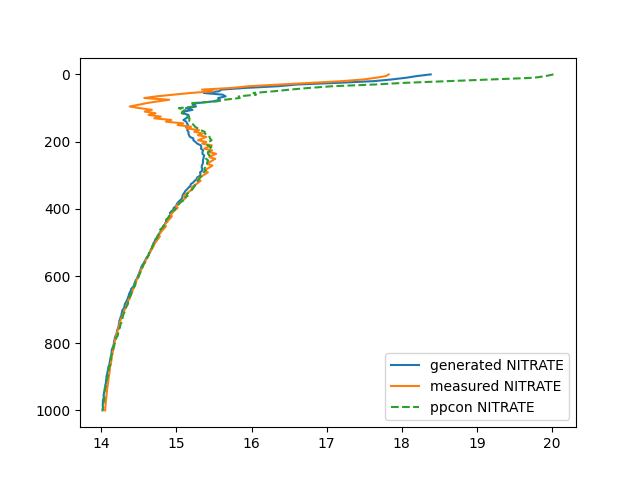 0
200
400
600
800
1000
14 15 16 17 18 19 20
generated NITRATE
measured NITRATE
ppcon NITRATE